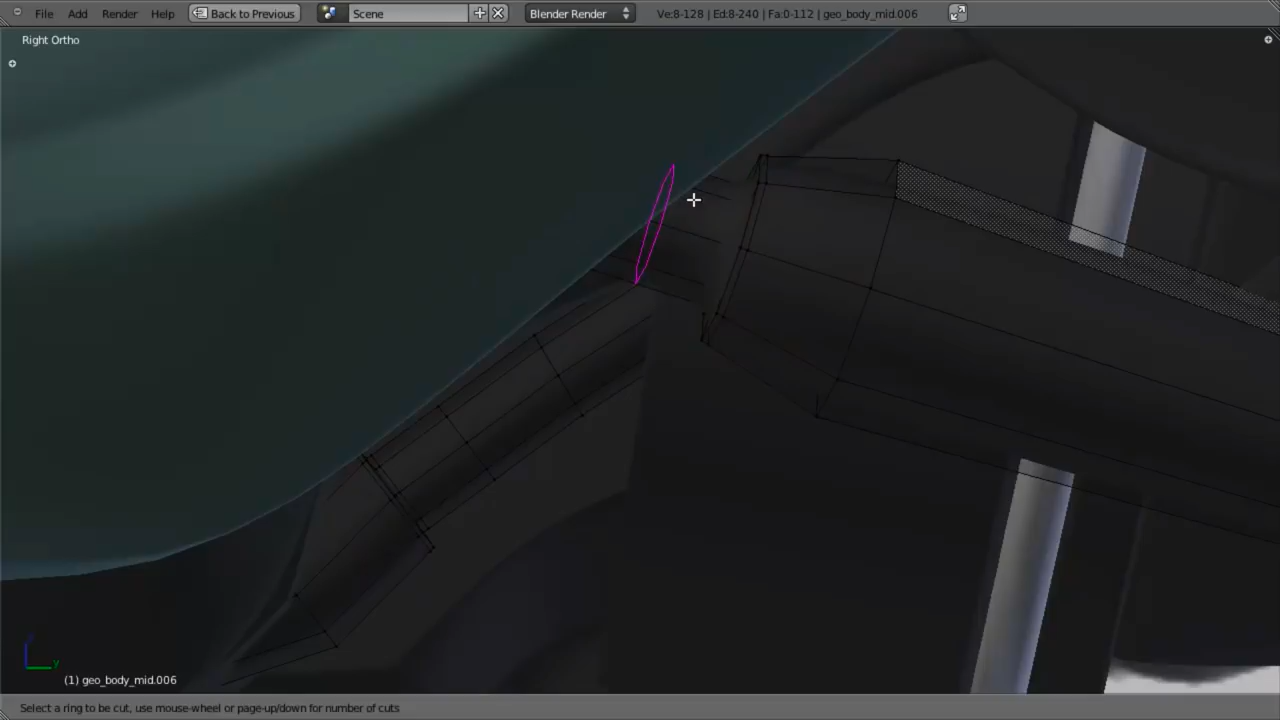 File Add Render Help Back to Previous Scene Blender Render Ve:8-128 | Ed:8-240 | Fa:0-112 | geo_body_mid.006
Right Ortho
y
(1) geo_body_mid.006
Select a ring to be cut, use mouse-wheel or page-up/down for number of cuts